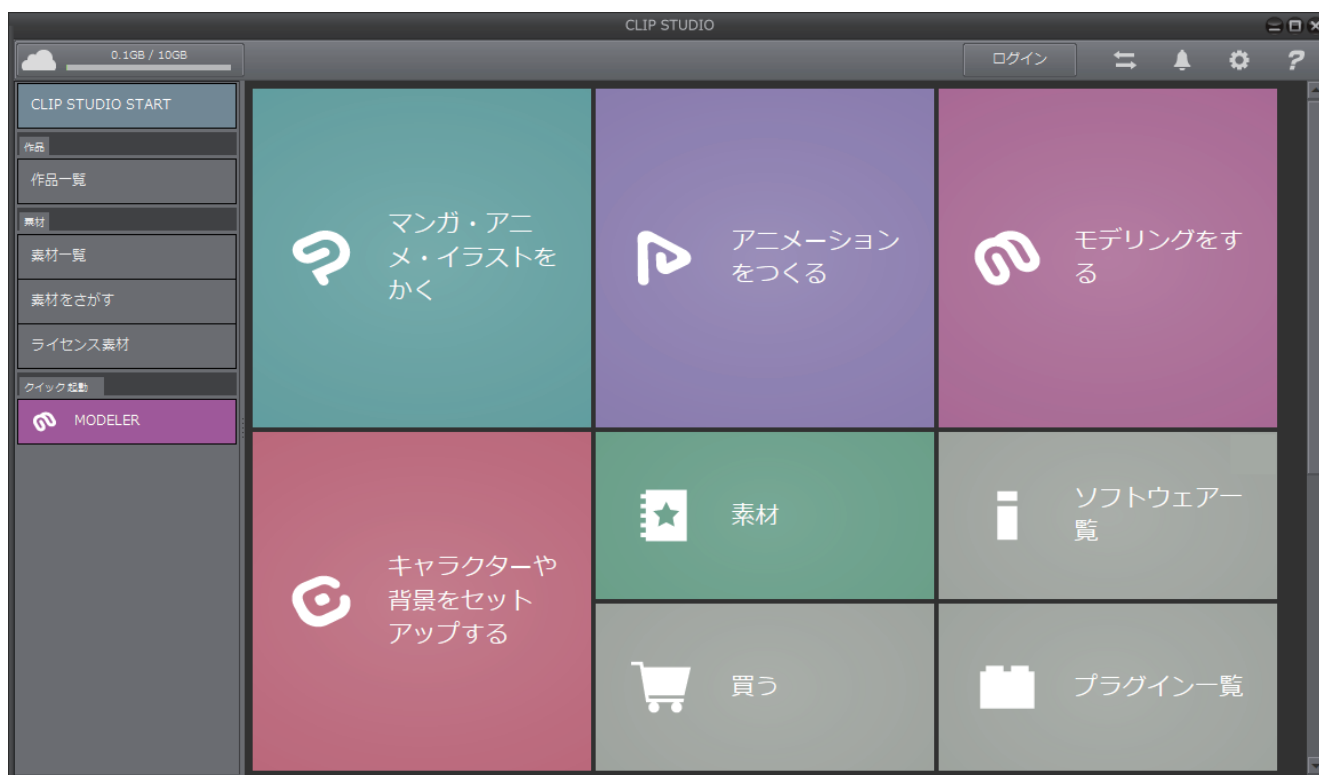 CLIP STUDIO
0.1GB / 10GB
ログイン
CLIP STUDIO START
作品
作品一覧
素材
素材一覧
素材をさがす
ライセンス素材
クイック起動
MODELER
マンガ・アニ
メ・イラストを
かく
アニメーション
をつくる
モデリングをす
る
キャラクターや
背景をセット
アップする
素材
ソフトウェア一
覧
買う
プラグイン一覧